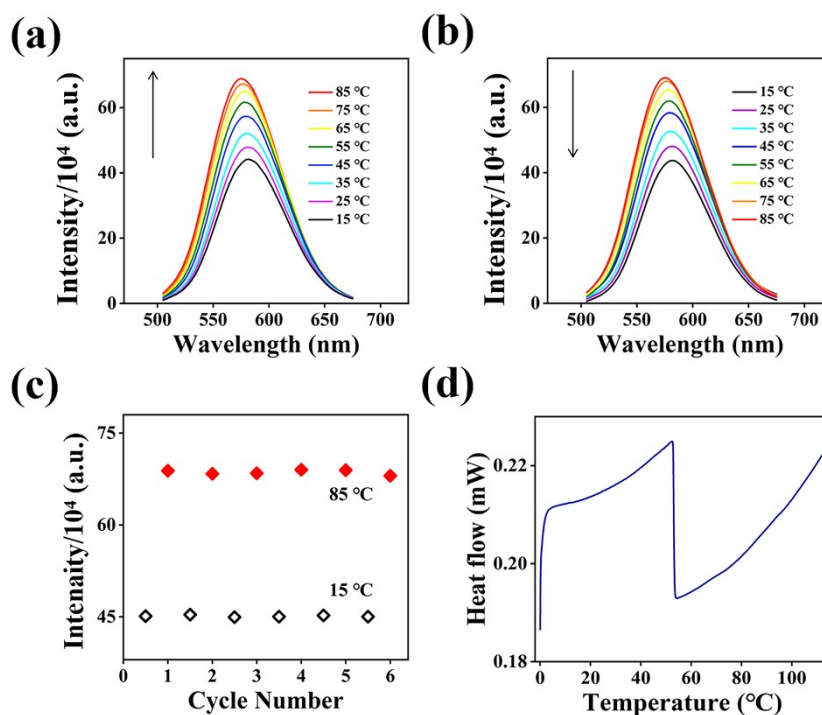 (a)
Intensity/10⁴ (a.u.)
60
40
20
0
85 °C
75 °C
65 °C
55 °C
45 °C
35 °C
25 °C
15 °C
500 550 600 650 700
Wavelength (nm)
(b)
Intensity/10⁴ (a.u.)
60
40
20
0
15 °C
25 °C
35 °C
45 °C
55 °C
65 °C
75 °C
85 °C
500 550 600 650 700
Wavelength (nm)
(c)
Intenaity/10⁴ (a.u.)
75
60
45
85 °C
15 °C
0 1 2 3 4 5 6
Cycle Number
(d)
Heat flow (mW)
0.22
0.20
0.18
0 20 40 60 80 100
Temperature (°C)